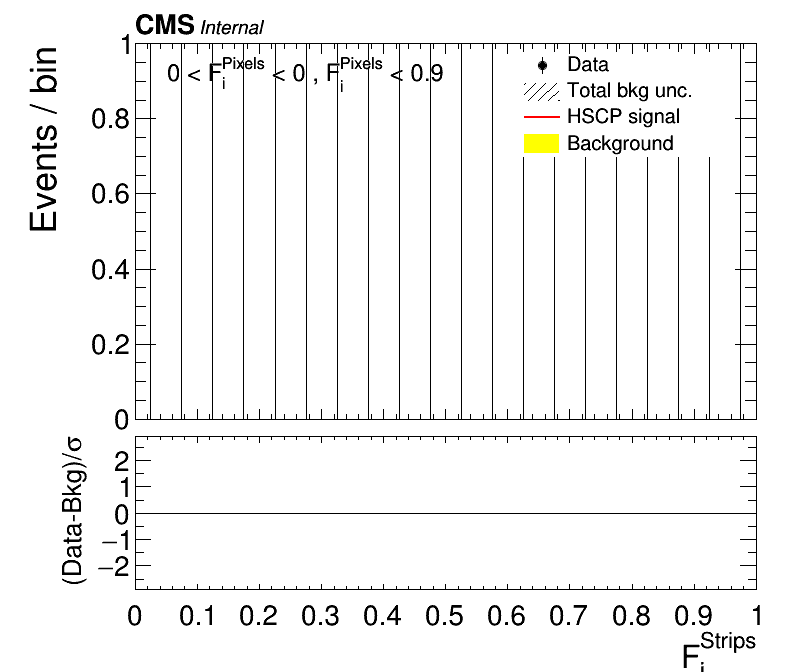 CMS Internal
0 < F_i^Pixels < 0 , F_i^Pixels < 0.9
Data
Total bkg unc.
HSCP signal
Background
Events / bin
1
0.8
0.6
0.4
0.2
0
(Data-Bkg)/σ
2
1
0
−1
−2
0 0.1 0.2 0.3 0.4 0.5 0.6 0.7 0.8 0.9 1
F_i^Strips